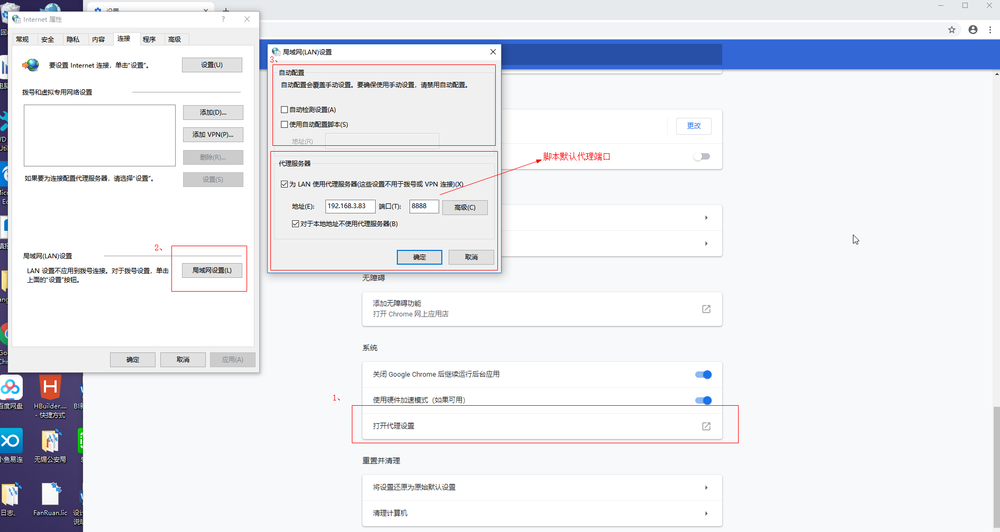 设置
Internet 属性
常规
安全
隐私
内容
连接
程序
高级
要设置 Internet 连接，单击“设置”。
设置(U)
拨号和虚拟专用网络设置
添加(D)...
添加 VPN(P)...
删除(R)...
设置(S)
如果要为连接配置代理服务器，请选择“设置”。
2、
局域网(LAN)设置
LAN 设置不应用到拨号连接。对于拨号设置，单击
上面的“设置”按钮。
局域网设置(L)
确定
取消
应用(A)
局域网(LAN)设置
3、
自动配置
自动配置会覆盖手动设置。要确保使用手动设置，请禁用自动配置。
自动检测设置(A)
使用自动配置脚本(S)
地址(R)
代理服务器
为 LAN 使用代理服务器(这些设置不用于拨号或 VPN 连接)(X)
地址(E):
192.168.3.83
端口(T):
8888
高级(C)
对于本地地址不使用代理服务器(B)
确定
取消
更改
脚本默认代理端口
无障碍
添加无障碍功能
打开 Chrome 网上应用店
系统
关闭 Google Chrome 后继续运行后台应用
1、
使用硬件加速模式（如果可用）
打开代理设置
重置并清理
将设置还原为原始默认设置
清理计算机
百度网盘
HBuilder....
- 快捷方式
小鱼易连
无锡公安局
日志、
FanRuan.lic